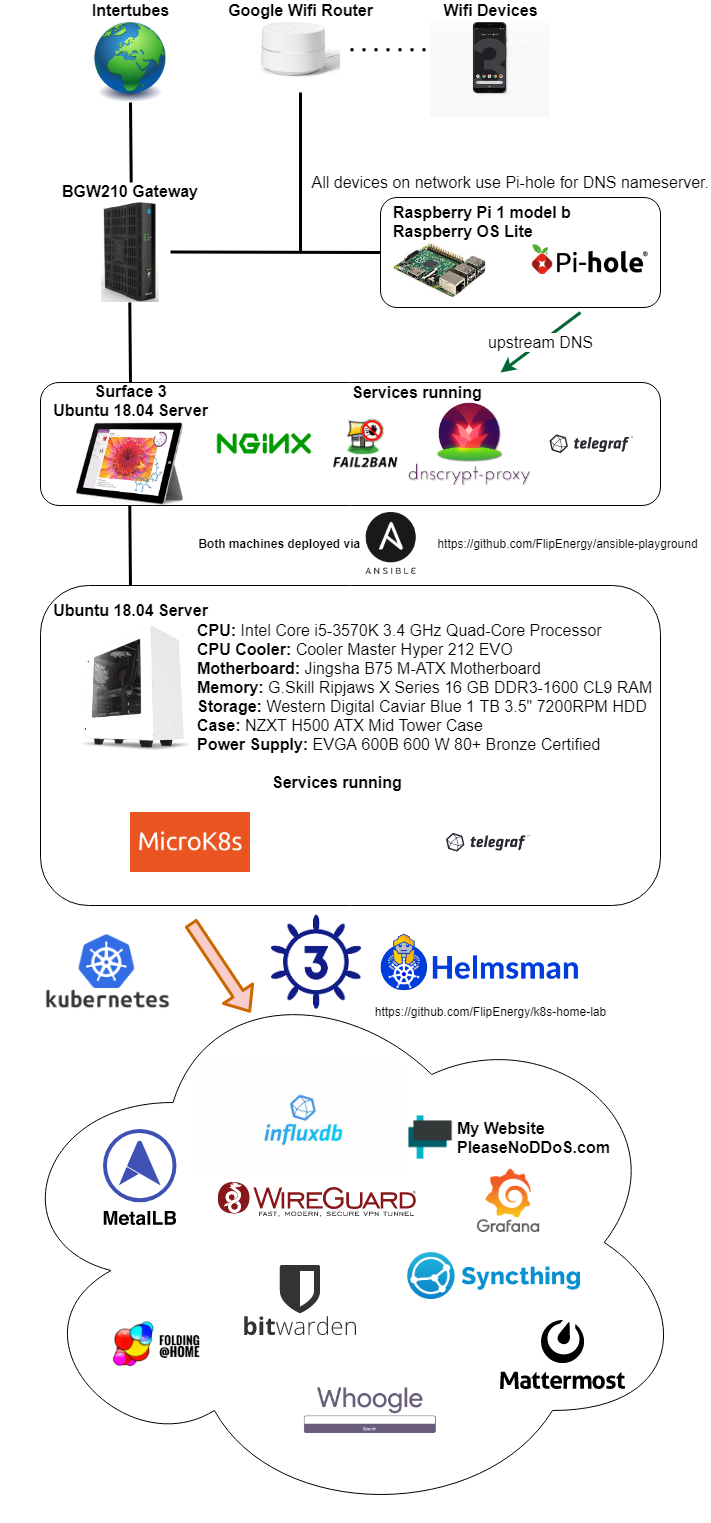 Intertubes
Google Wifi Router
Wifi Devices
BGW210 Gateway
All devices on network use Pi-hole for DNS nameserver.
Raspberry Pi 1 model b
Raspberry OS Lite
Pi-hole®
upstream DNS
Surface 3
Ubuntu 18.04 Server
Services running
NGINX
FAIL2BAN
dnscrypt-proxy
telegraf
Both machines deployed via
ANSIBLE
https://github.com/FlipEnergy/ansible-playground
Ubuntu 18.04 Server
CPU: Intel Core i5-3570K 3.4 GHz Quad-Core Processor
CPU Cooler: Cooler Master Hyper 212 EVO
Motherboard: Jingsha B75 M-ATX Motherboard
Memory: G.Skill Ripjaws X Series 16 GB DDR3-1600 CL9 RAM
Storage: Western Digital Caviar Blue 1 TB 3.5" 7200RPM HDD
Case: NZXT H500 ATX Mid Tower Case
Power Supply: EVGA 600B 600 W 80+ Bronze Certified
Services running
MicroK8s
telegraf
kubernetes
3
Helmsman
https://github.com/FlipEnergy/k8s-home-lab
influxdb
My Website
PleaseNoDDoS.com
MetalLB
WIREGUARD
FAST, MODERN, SECURE VPN TUNNEL
Grafana
Syncthing
bitwarden
FOLDING
@HOME
Mattermost
Whoogle
Search